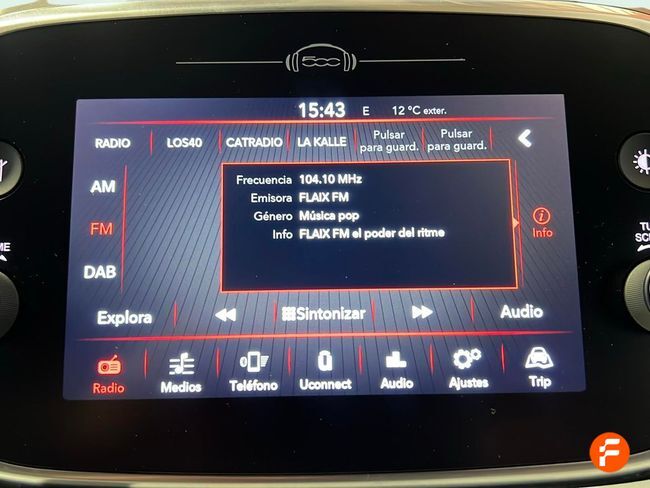 500
15:43 E 12 °C exter.
RADIO LOS40 CATRADIO LA KALLE Pulsar para guard. Pulsar para guard.
AM
FM
DAB
Frecuencia 104.10 MHz
Emisora FLAIX FM
Género Música pop
Info FLAIX FM el poder del ritme
Info
Explora Sintonizar Audio
Radio Medios Teléfono Uconnect Audio Ajustes Trip